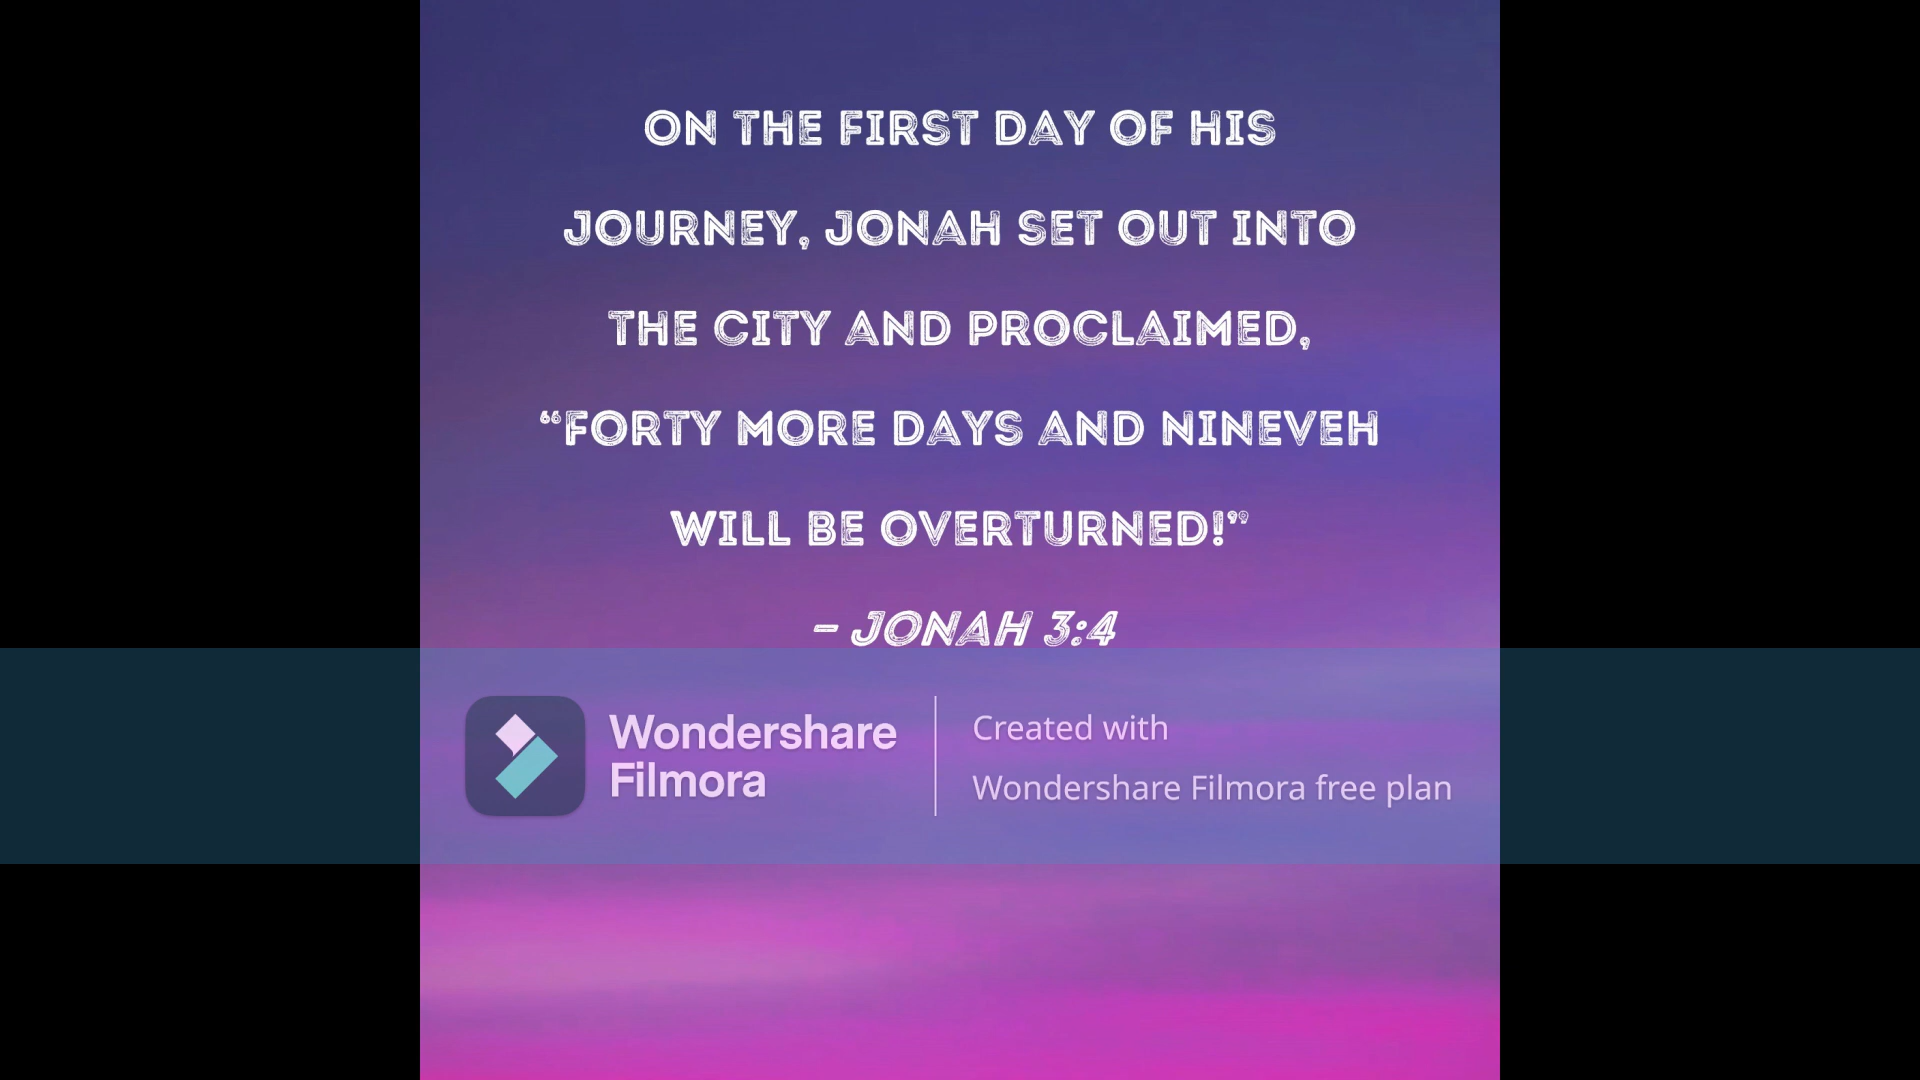 ON THE FIRST DAY OF HIS
JOURNEY, JONAH SET OUT INTO
THE CITY AND PROCLAIMED,
“FORTY MORE DAYS AND NINEVEH
WILL BE OVERTURNED!”
– JONAH 3:4
Wondershare
Filmora
Created with
Wondershare Filmora free plan